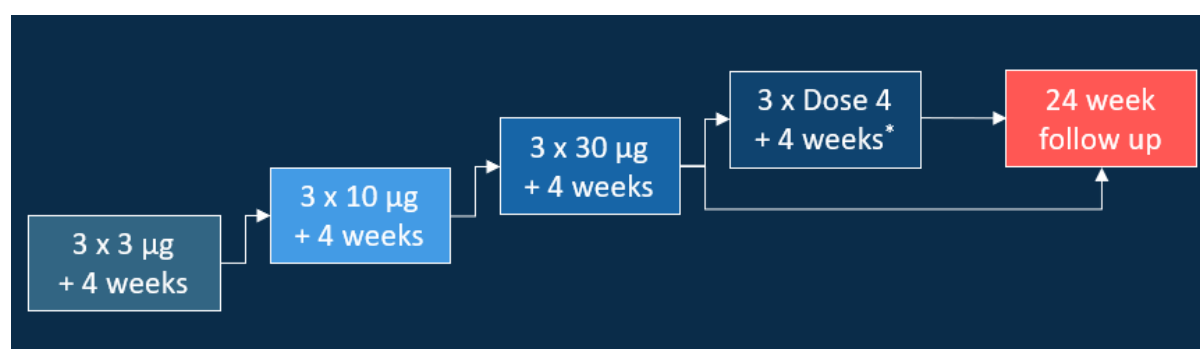 3 x 3 µg
+ 4 weeks
3 x 10 µg
+ 4 weeks
3 x 30 µg
+ 4 weeks
3 x Dose 4
+ 4 weeks*
24 week
follow up